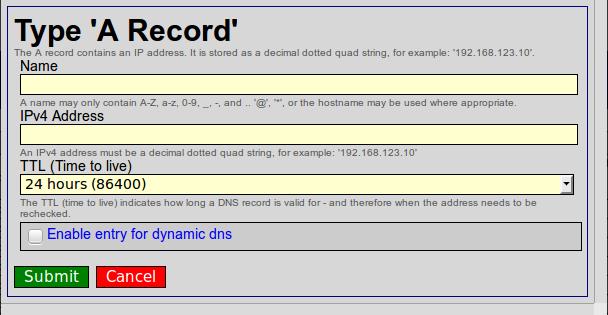 Type 'A Record'
The A record contains an IP address. It is stored as a decimal dotted quad string, for example: '192.168.123.10'.
Name
A name may only contain A-Z, a-z, 0-9, _, -, and .. '@', '*', or the hostname may be used where appropriate.
IPv4 Address
An IPv4 address must be a decimal dotted quad string, for example: '192.168.123.10'
TTL (Time to live)
24 hours (86400)
The TTL (time to live) indicates how long a DNS record is valid for - and therefore when the address needs to be
rechecked.
Enable entry for dynamic dns
Submit Cancel